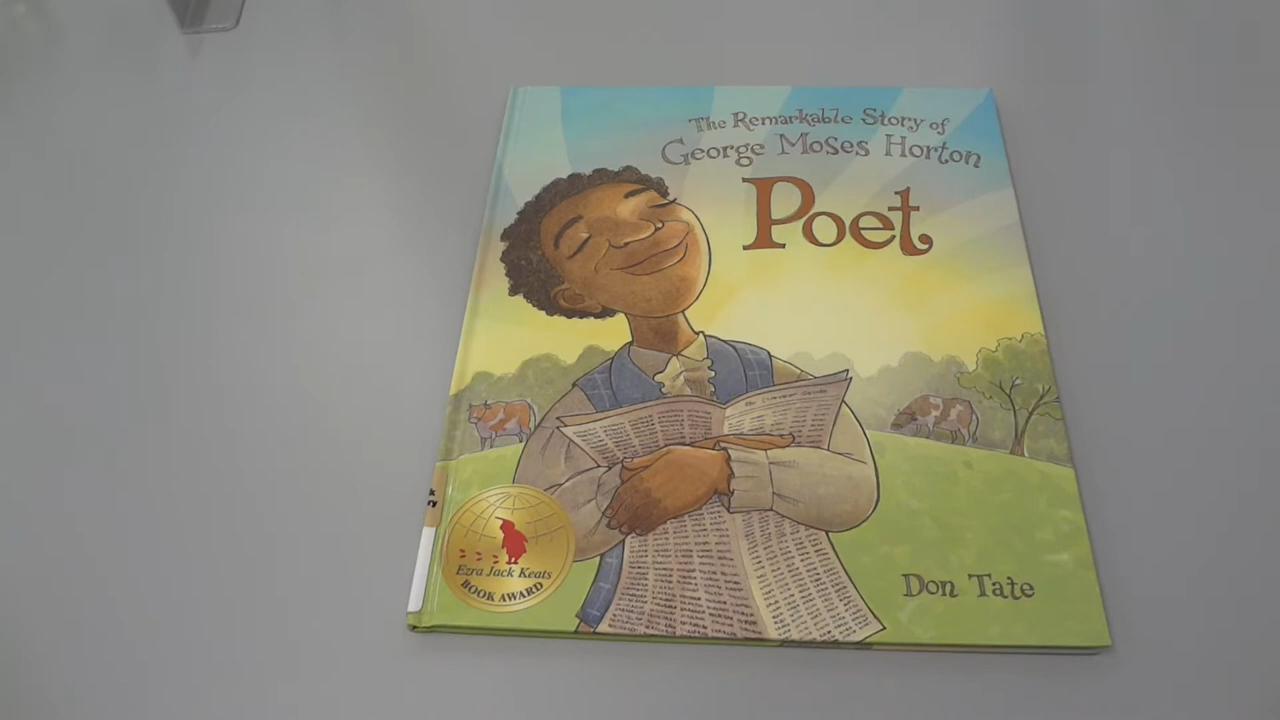 The Remarkable Story of
George Moses Horton
Poet
Ezra Jack Keats
BOOK AWARD
Don Tate